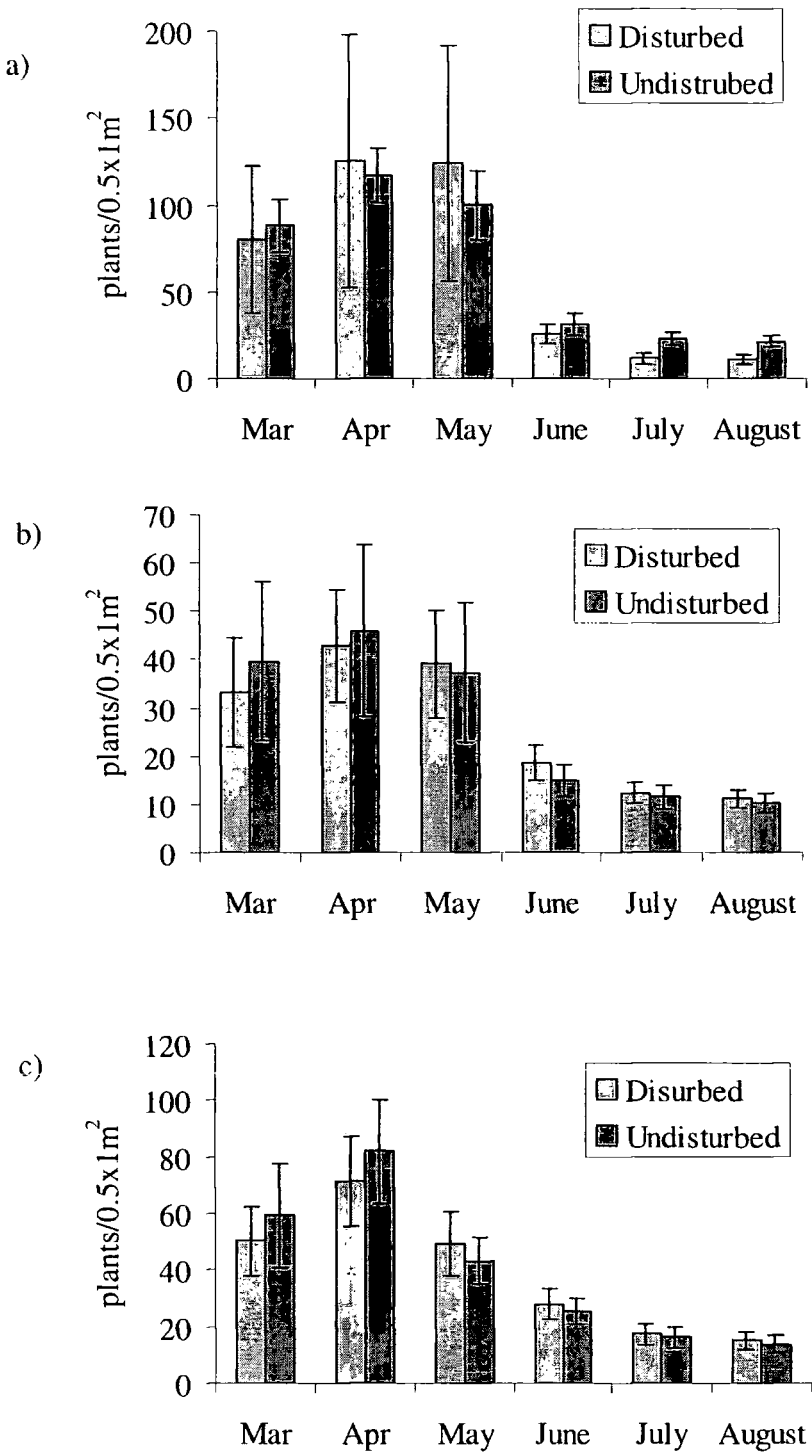 a)
plants/0.5x1m²
200
150
100
50
0
Disturbed
Undistrubed
Mar Apr May June July August
b)
plants/0.5x1m²
70
60
50
40
30
20
10
0
Disturbed
Undisturbed
Mar Apr May June July August
c)
plants/0.5x1m²
120
100
80
60
40
20
0
Disurbed
Undisturbed
Mar Apr May June July August